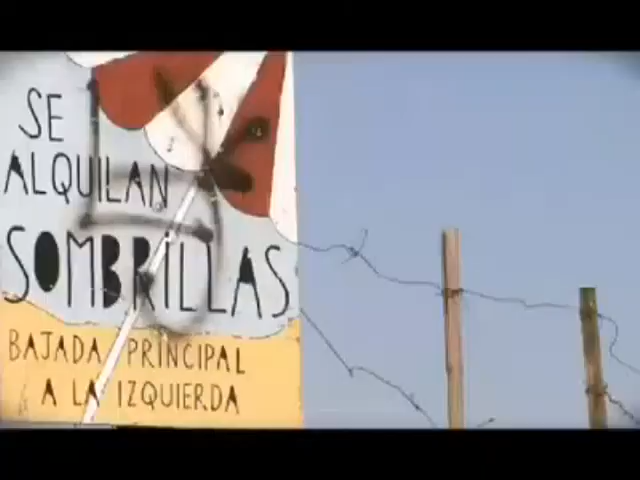 SE
ALQUILAN
SOMBRILLAS
BAJADA PRINCIPAL
A LA IZQUIERDA